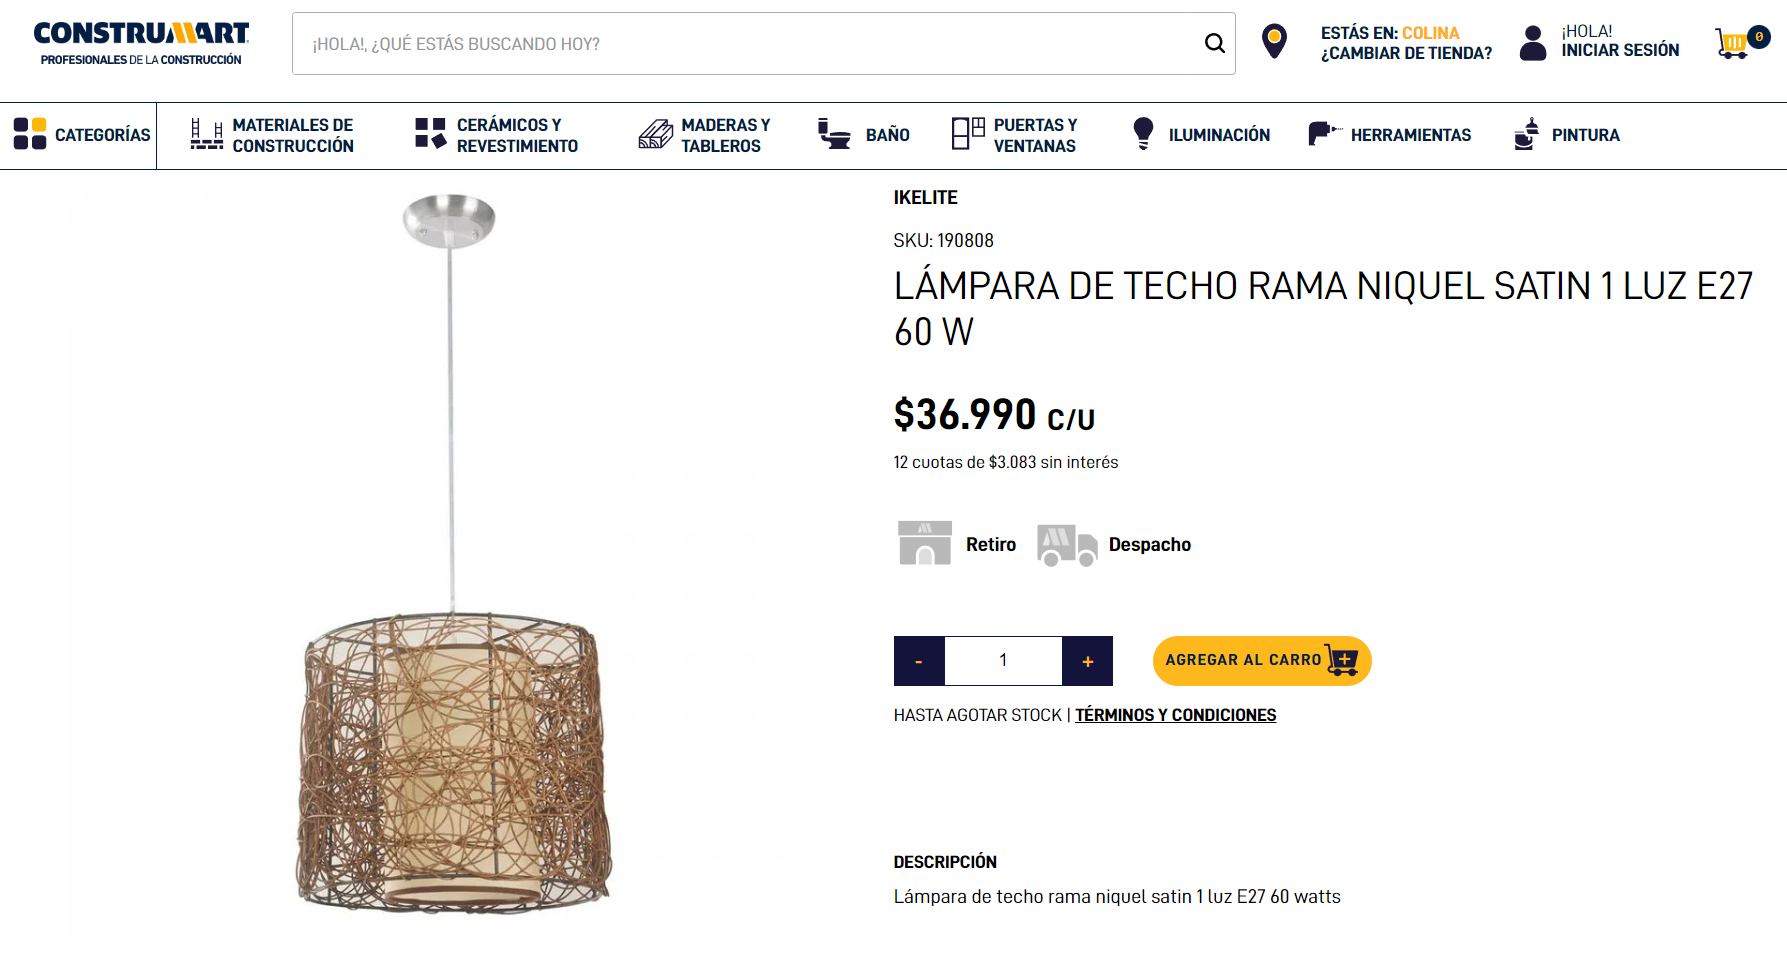 CONSTRUMART
PROFESIONALES DE LA CONSTRUCCIÓN
¡HOLA!, ¿QUÉ ESTÁS BUSCANDO HOY?
ESTÁS EN: COLINA
¿CAMBIAR DE TIENDA?
¡HOLA!
INICIAR SESIÓN
0
CATEGORÍAS
MATERIALES DE
CONSTRUCCIÓN
CERÁMICOS Y
REVESTIMIENTO
MADERAS Y
TABLEROS
BAÑO
PUERTAS Y
VENTANAS
ILUMINACIÓN
HERRAMIENTAS
PINTURA
IKELITE
SKU: 190808
LÁMPARA DE TECHO RAMA NIQUEL SATIN 1 LUZ E27
60 W
$36.990 C/U
12 cuotas de $3.083 sin interés
Retiro
Despacho
- 1 +
AGREGAR AL CARRO
HASTA AGOTAR STOCK | TÉRMINOS Y CONDICIONES
DESCRIPCIÓN
Lámpara de techo rama niquel satin 1 luz E27 60 watts